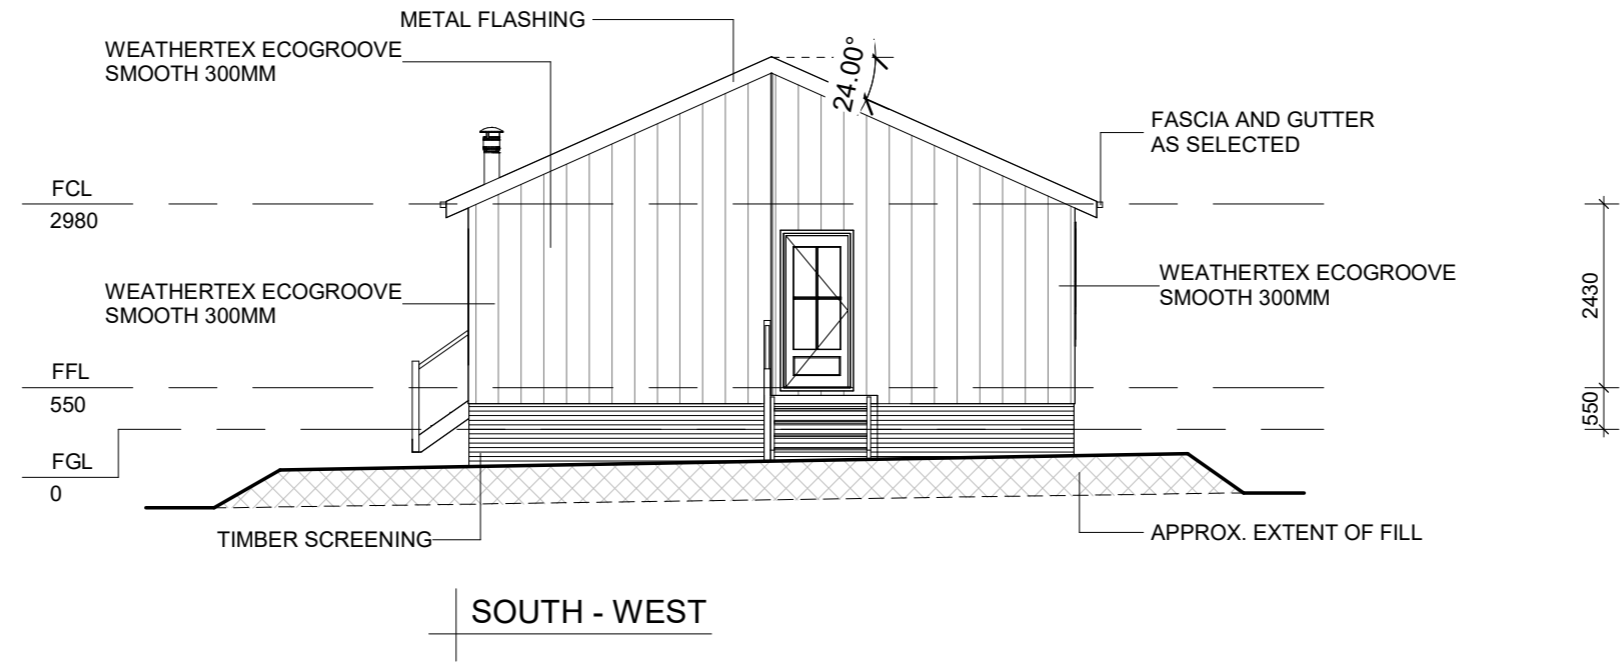 METAL FLASHING
WEATHERTEX ECOGROOVE
SMOOTH 300MM
24.00°
FASCIA AND GUTTER
AS SELECTED
FCL
2980
WEATHERTEX ECOGROOVE
SMOOTH 300MM
WEATHERTEX ECOGROOVE
SMOOTH 300MM
2430
FFL
550
550
FGL
0
TIMBER SCREENING
APPROX. EXTENT OF FILL
SOUTH - WEST